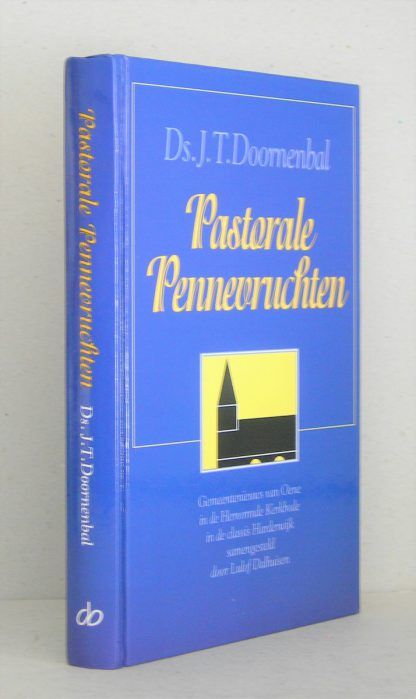 Ds. J. T. Doornenbal
Pastorale
Pennevruchten
Gemeentenieuws van Oene
in de Hervormde Kerkbode
in de classis Harderwijk
samengesteld
door Luluf Dalhuisen.
Pastorale Pennevruchten Ds. J. T. Doornenbal
db